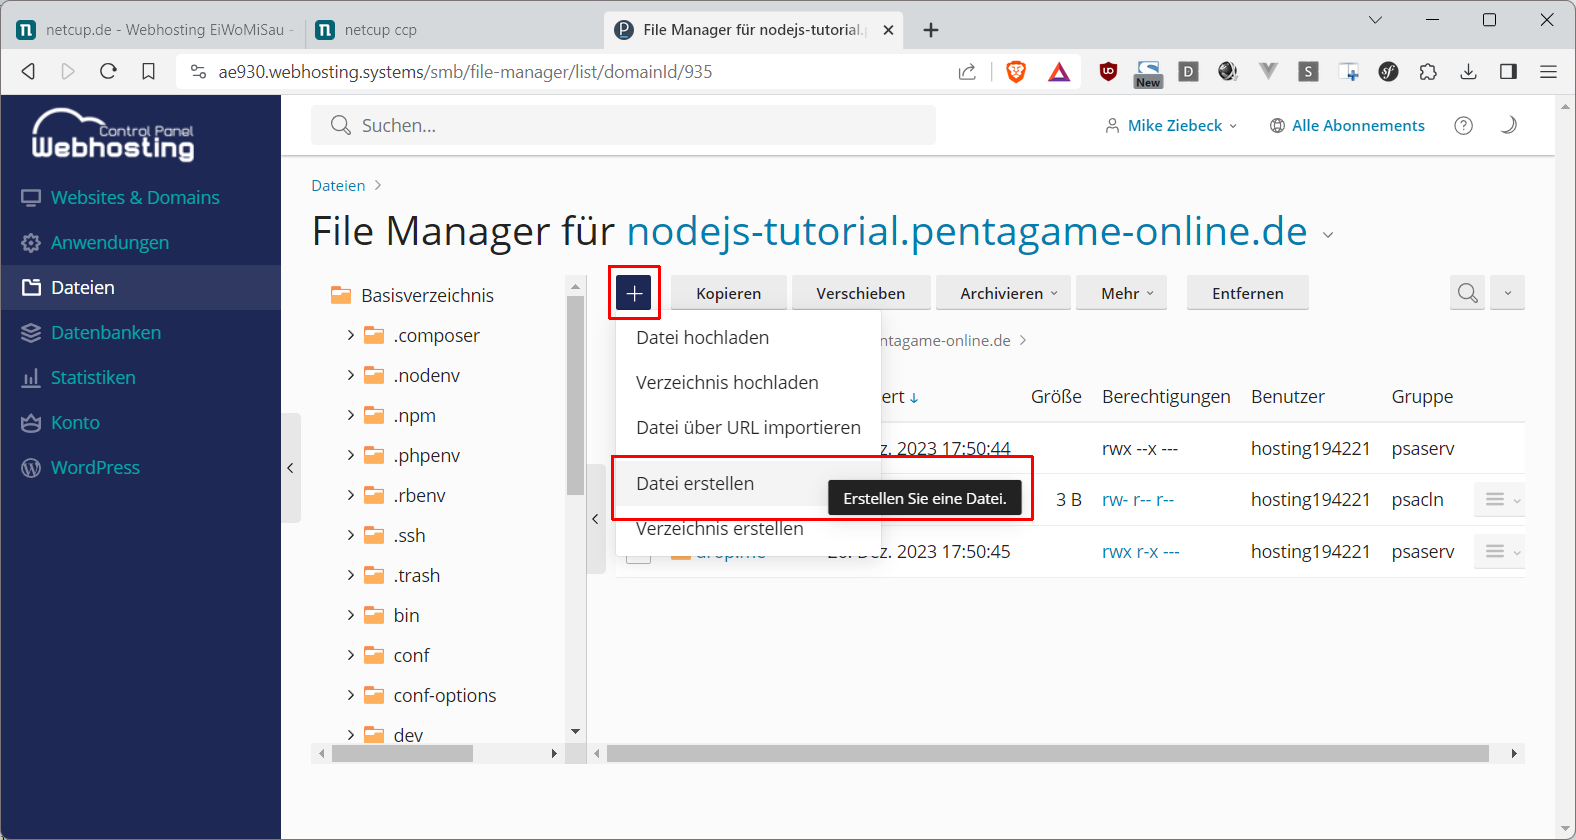 netcup.de - Webhosting EiWoMiSau -
netcup ccp
File Manager für nodejs-tutorial.
ae930.webhosting.systems/smb/file-manager/list/domainId/935
New
D
S
sf
Control Panel
Webhosting
Suchen...
Mike Ziebeck
Alle Abonnements
Websites & Domains
Anwendungen
Dateien
Datenbanken
Statistiken
Konto
WordPress
Dateien
File Manager für nodejs-tutorial.pentagame-online.de
Basisverzeichnis
.composer
.nodenv
.npm
.phpenv
.rbenv
.ssh
.trash
bin
conf
conf-options
dev
+ Kopieren Verschieben Archivieren Mehr Entfernen
Datei hochladen
Verzeichnis hochladen
Datei über URL importieren
Datei erstellen
Erstellen Sie eine Datei.
Verzeichnis erstellen
ntagame-online.de
ert Größe Berechtigungen Benutzer Gruppe
z. 2023 17:50:44 rwx --x --- hosting194221 psaserv
3 B rw- r-- r-- hosting194221 psacln
. 2023 17:50:45 rwx r-x --- hosting194221 psaserv